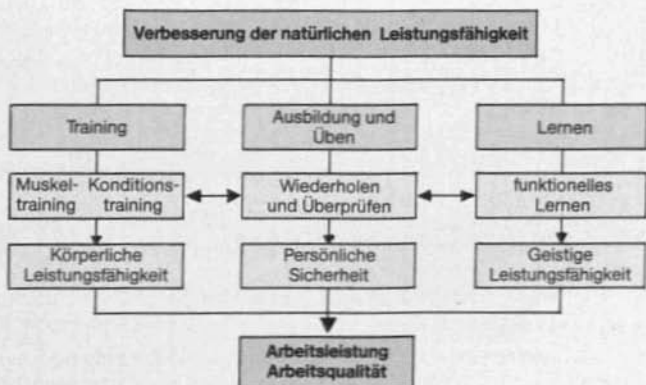 Verbesserung der natürlichen Leistungsfähigkeit
Training
Ausbildung und
Üben
Lernen
Muskel- Konditions-
training training
Wiederholen
und Überprüfen
funktionelles
Lernen
Körperliche
Leistungsfähigkeit
Persönliche
Sicherheit
Geistige
Leistungsfähigkeit
Arbeitsleistung
Arbeitsqualität